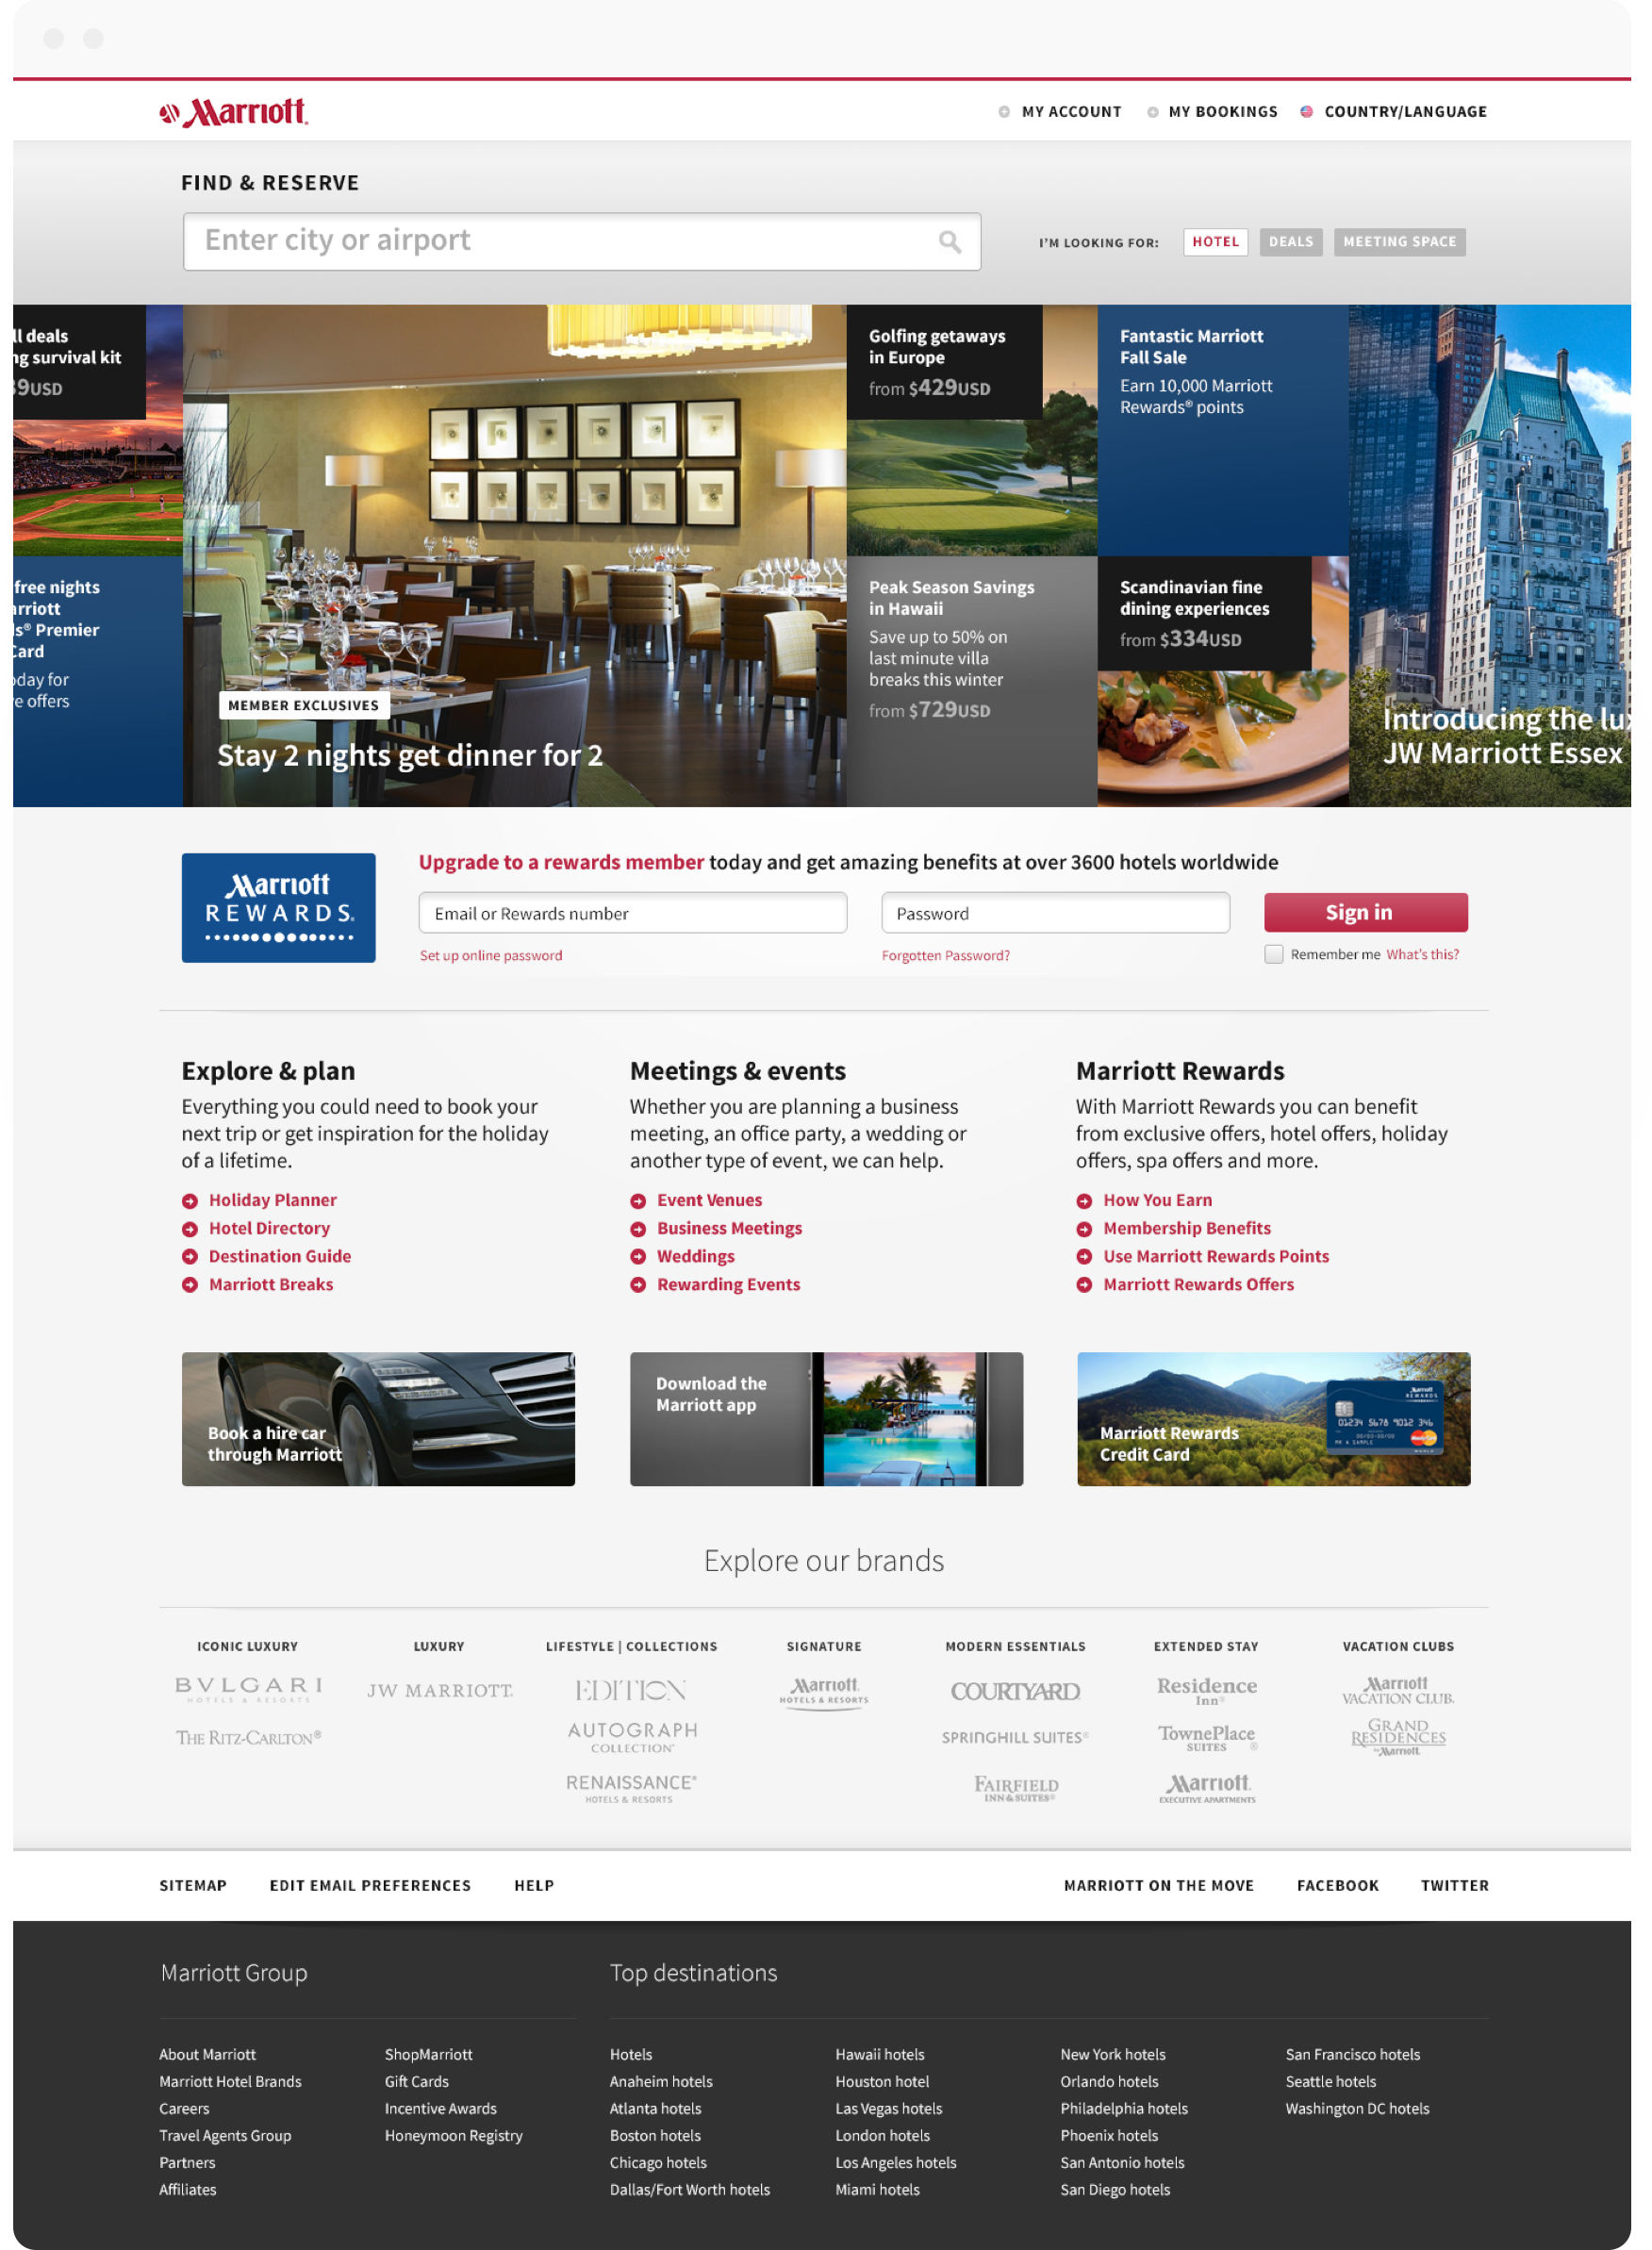 Marriott.
MY ACCOUNT
MY BOOKINGS
COUNTRY/LANGUAGE
FIND & RESERVE
Enter city or airport
I'M LOOKING FOR:
HOTEL
DEALS
MEETING SPACE
deals
survival kit
9USD
free nights
Premier
for
offers
MEMBER EXCLUSIVES
Stay 2 nights get dinner for 2
Golfing getaways
in Europe
from $429USD
Fantastic Marriott
Fall Sale
Earn 10,000 Marriott
Rewards® points
Peak Season Savings
in Hawaii
Save up to 50% on
last minute villa
breaks this winter
from $729USD
Scandinavian fine
dining experiences
from $334USD
Introducing the
JW Marriott Essex
Marriott
REWARDS.
Upgrade to a rewards member today and get amazing benefits at over 3600 hotels worldwide
Email or Rewards number
Password
Sign in
Set up online password
Forgotten Password?
Remember me What's this?
Explore & plan
Everything you could need to book your
next trip or get inspiration for the holiday
of a lifetime.
Holiday Planner
Hotel Directory
Destination Guide
Marriott Breaks
Meetings & events
Whether you are planning a business
meeting, an office party, a wedding or
another type of event, we can help.
Event Venues
Business Meetings
Weddings
Rewarding Events
Marriott Rewards
With Marriott Rewards you can benefit
from exclusive offers, hotel offers, holiday
offers, spa offers and more.
How You Earn
Membership Benefits
Use Marriott Rewards Points
Marriott Rewards Offers
Book a hire car
through Marriott
Download the
Marriott app
Marriott Rewards
Credit Card
Marriott
REWARDS
01234 5678 9012 346
MR A SAMPLE
MasterCard
Explore our brands
ICONIC LUXURY
BVLGARI
HOTELS & RESORTS
THE RITZ-CARLTON®
LUXURY
JW MARRIOTT.
LIFESTYLE | COLLECTIONS
EDITION
AUTOGRAPH
COLLECTION
RENAISSANCE®
HOTELS & RESORTS
SIGNATURE
Marriott.
HOTELS & RESORTS
MODERN ESSENTIALS
COURTYARD.
SPRINGHILL SUITES®
FAIRFIELD
INN & SUITES®
EXTENDED STAY
Residence
Inn®
TownePlace
SUITES ®
Marriott.
EXECUTIVE APARTMENTS
VACATION CLUBS
Marriott
VACATION CLUB.
GRAND
RESIDENCES
by Marriott.
SITEMAP
EDIT EMAIL PREFERENCES
HELP
MARRIOTT ON THE MOVE
FACEBOOK
TWITTER
Marriott Group
About Marriott
Marriott Hotel Brands
Careers
Travel Agents Group
Partners
Affiliates
ShopMarriott
Gift Cards
Incentive Awards
Honeymoon Registry
Top destinations
Hotels
Anaheim hotels
Atlanta hotels
Boston hotels
Chicago hotels
Dallas/Fort Worth hotels
Hawaii hotels
Houston hotel
Las Vegas hotels
London hotels
Los Angeles hotels
Miami hotels
New York hotels
Orlando hotels
Philadelphia hotels
Phoenix hotels
San Antonio hotels
San Diego hotels
San Francisco hotels
Seattle hotels
Washington DC hotels